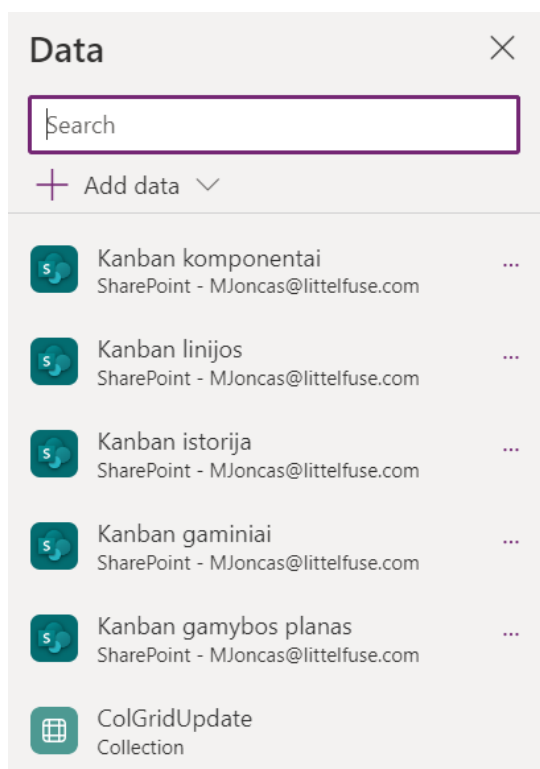 Data
Search
Add data
Kanban komponentai
SharePoint - MJoncas@littelfuse.com
Kanban linijos
SharePoint - MJoncas@littelfuse.com
Kanban istorija
SharePoint - MJoncas@littelfuse.com
Kanban gaminiai
SharePoint - MJoncas@littelfuse.com
Kanban gamybos planas
SharePoint - MJoncas@littelfuse.com
ColGridUpdate
Collection